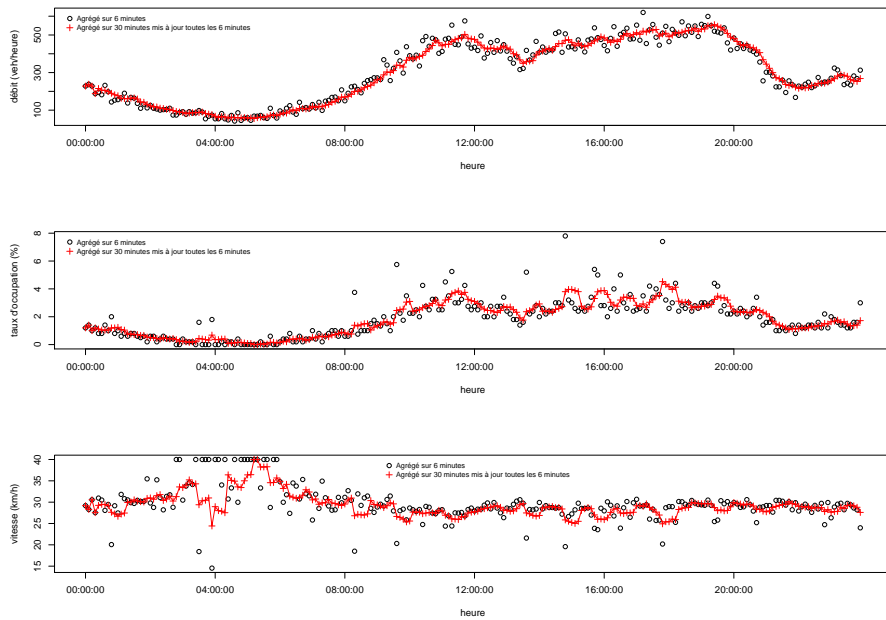 débit (veh/heure)
500
300
100
Agrégé sur 6 minutes
Agrégé sur 30 minutes mis à jour toutes les 6 minutes
00:00:00 04:00:00 08:00:00 12:00:00 16:00:00 20:00:00
heure
taux d'occupation (%)
8
6
4
2
0
Agrégé sur 6 minutes
Agrégé sur 30 minutes mis à jour toutes les 6 minutes
00:00:00 04:00:00 08:00:00 12:00:00 16:00:00 20:00:00
heure
vitesse (km/h)
40
35
30
25
20
15
Agrégé sur 6 minutes
Agrégé sur 30 minutes mis à jour toutes les 6 minutes
00:00:00 04:00:00 08:00:00 12:00:00 16:00:00 20:00:00
heure